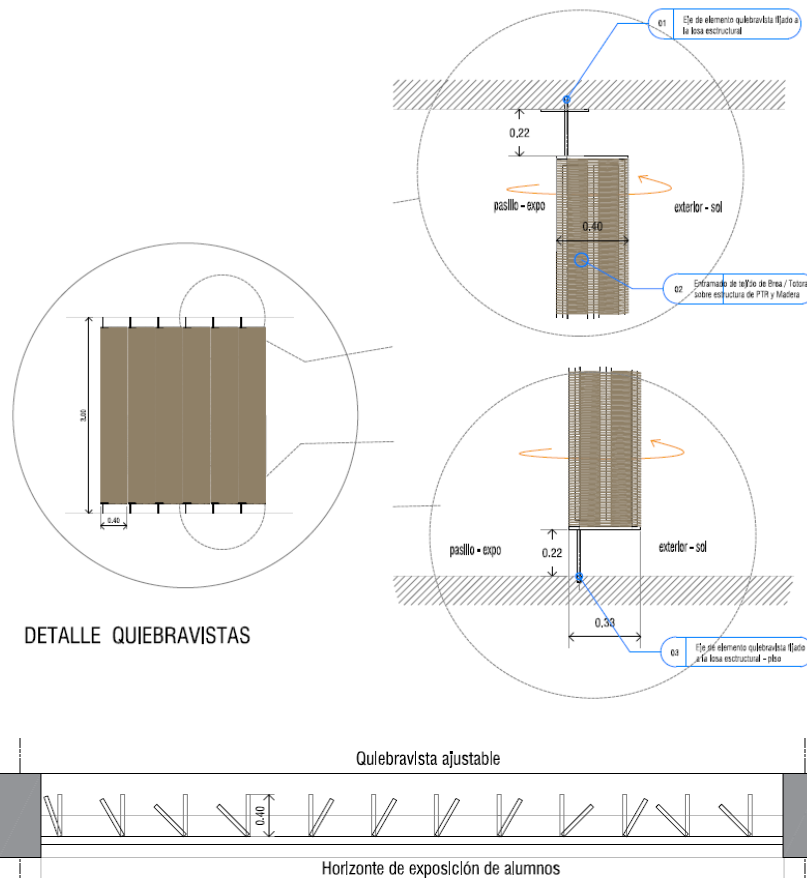 01 Eje de elemento quiebravista fijado a
la losa esctructural
0.22
pasillo - expo
exterior - sol
0.40
02 Entramado de tejido de Brea / Totora
sobre estructura de PTR y Madera
3.00
0.40
pasillo - expo
0.22
exterior - sol
0.33
03 Eje de elemento quiebravista fijado
a la losa esctructural - piso
DETALLE QUIEBRAVISTAS
Quiebravista ajustable
0.40
Horizonte de exposición de alumnos